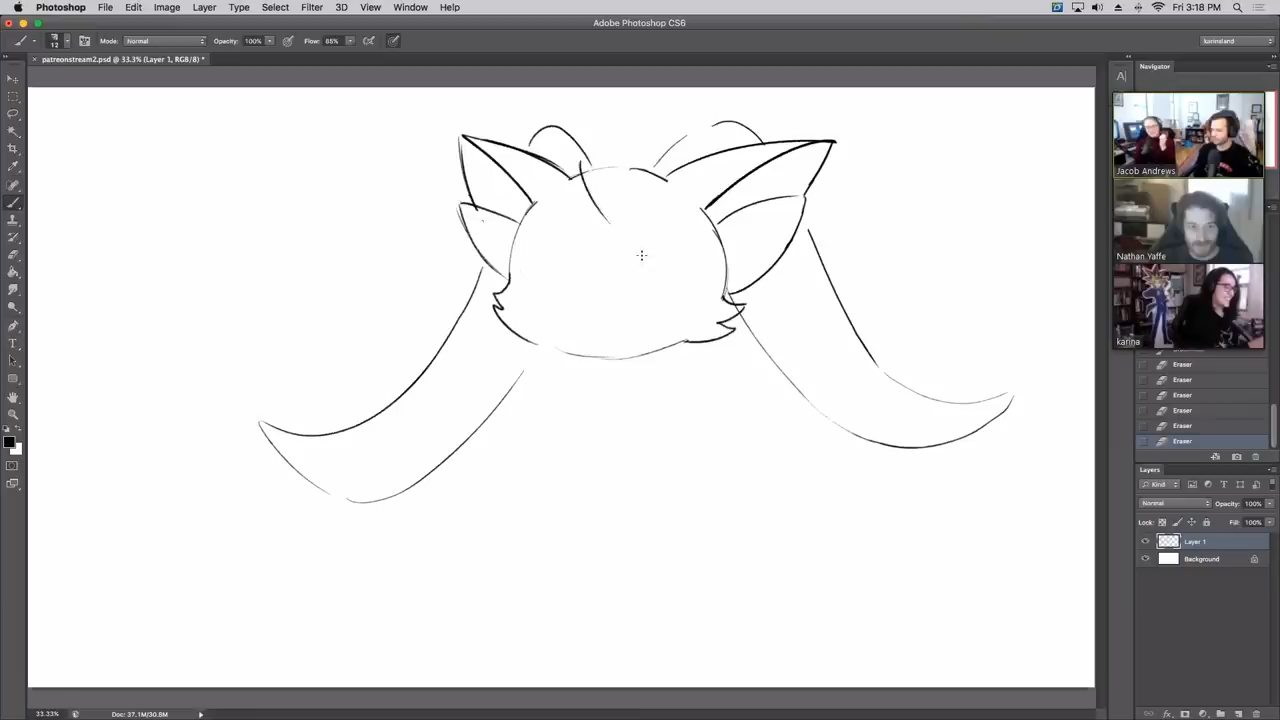 Photoshop File Edit Image Layer Type Select Filter 3D View Window Help Fri 3:18 PM
Adobe Photoshop CS6
12 Mode: Normal Opacity: 100% Flow: 85%
patreonstream2.psd @ 33.3% (Layer 1, RGB/8) *
Navigator
Jacob Andrews
Nathan Yaffe
karina
Eraser
Eraser
Eraser
Eraser
Eraser
Eraser
Layers
Kind
Normal Opacity: 100%
Lock: Fill: 100%
Layer 1
Background
33.33% Doc: 37.1M/30.8M